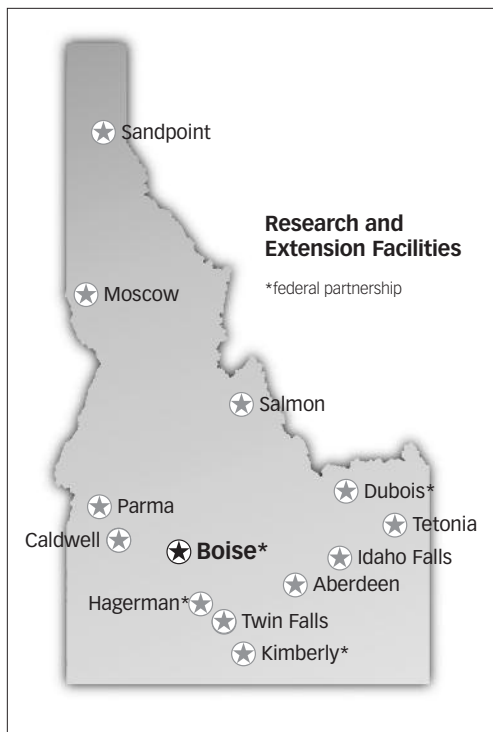 Sandpoint
Research and
Extension Facilities
*federal partnership
Moscow
Salmon
Dubois*
Parma
Tetonia
Caldwell
Boise*
Idaho Falls
Aberdeen
Hagerman*
Twin Falls
Kimberly*